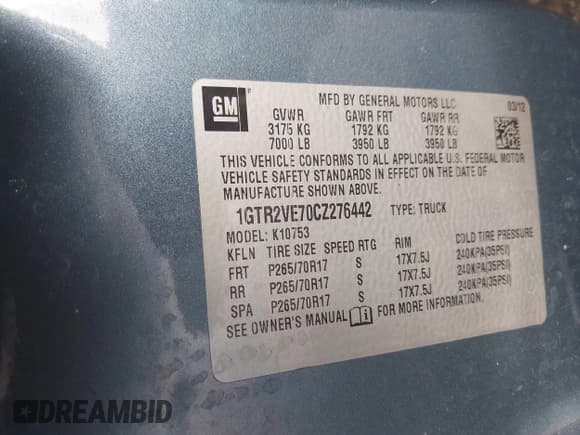 GM
MFD BY GENERAL MOTORS LLC 03/12
GVWR GAWR FRT GAWR RR
3175 KG 1792 KG 1792 KG
7000 LB 3950 LB 3950 LB
THIS VEHICLE CONFORMS TO ALL APPLICABLE U.S. FEDERAL MOTOR
VEHICLE SAFETY STANDARDS IN EFFECT ON THE DATE OF
MANUFACTURE SHOWN ABOVE.
1GTR2VE70CZ276442 TYPE: TRUCK
MODEL: K10753
KFLN TIRE SIZE SPEED RTG RIM COLD TIRE PRESSURE
FRT P265/70R17 S 17X7.5J 240KPA(35PSI)
RR P265/70R17 S 17X7.5J 240KPA(35PSI)
SPA P265/70R17 S 17X7.5J 240KPA(35PSI)
SEE OWNER'S MANUAL FOR MORE INFORMATION.
DREAMBID